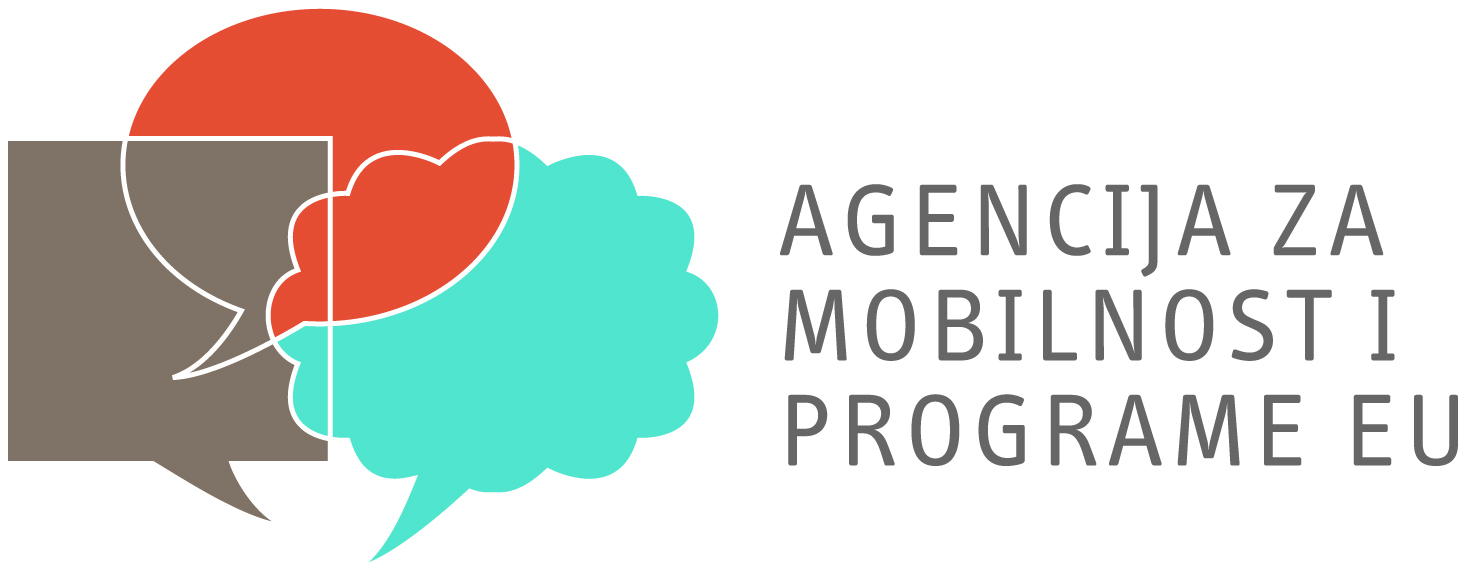 AGENCIJA ZA
MOBILNOST I
PROGRAME EU